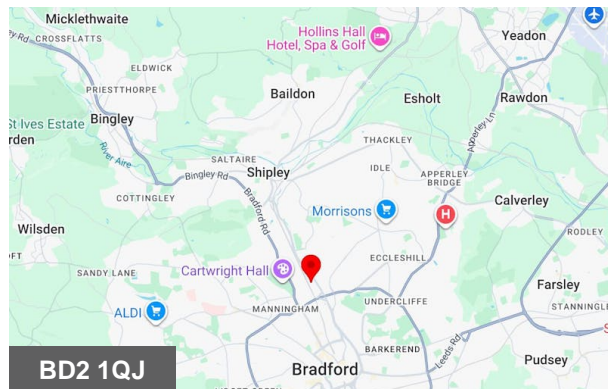 Micklethwaite
CROSSFLATTS
ELDWICK
PRIESTTHORPE
St Ives Estate
Bingley
River Aire
Hollins Hall
Hotel, Spa & Golf
Yeadon
Baildon
Esholt
Rawdon
Apperley Ln
THACKLEY
SALTAIRE
Bingley Rd
Shipley
IDLE
APPERLEY
BRIDGE
COTTINGLEY
Bradford Rd
Morrisons
H
Calverley
Wilsden
RODLEY
SANDY LANE
Cartwright Hall
ECCLESHILL
Farsley
ALDI
MANNINGHAM
UNDERCLIFFE
STANNINGLE
BARKEREND
Leeds Rd
Bradford
Pudsey
BD2 1QJ